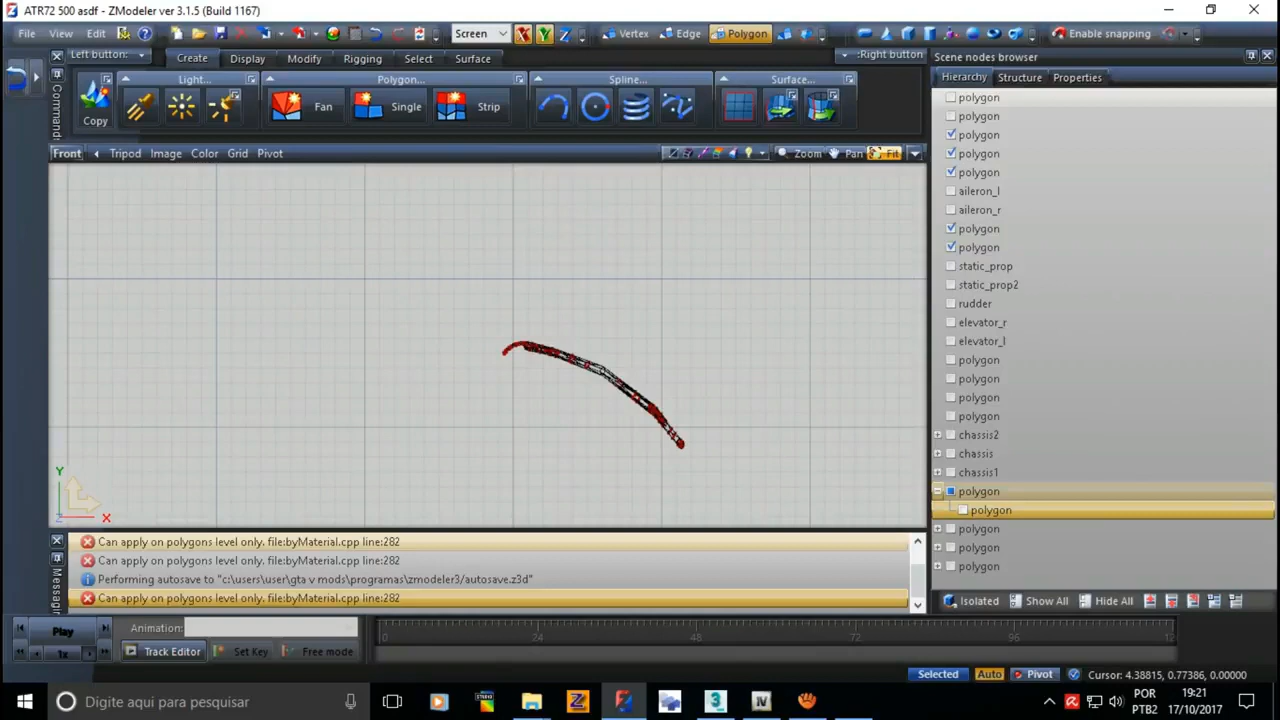 ATR72 500 asdf - ZModeler ver 3.1.5 (Build 1167)
File View Edit Screen X Y Z Vertex Edge Polygon Enable snapping
Left button: Create Display Modify Rigging Select Surface :Right button
Scene nodes browser
Hierarchy Structure Properties
Commands
Copy
Light... Polygon... Spline... Surface...
Fan Single Strip
Front Tripod Image Color Grid Pivot Zoom Pan Fit
Y
Z
X
polygon
polygon
polygon
polygon
polygon
aileron_l
aileron_r
polygon
polygon
static_prop
static_prop2
rudder
elevator_r
elevator_l
polygon
polygon
polygon
polygon
chassis2
chassis
chassis1
polygon
polygon
polygon
polygon
polygon
Isolated Show All Hide All
Can apply on polygons level only. file:byMaterial.cpp line:282
Can apply on polygons level only. file:byMaterial.cpp line:282
Performing autosave to "c:\users\user\gta v mods\programas\zmodeler3/autosave.z3d"
Can apply on polygons level only. file:byMaterial.cpp line:282
Play Animation:
1x Track Editor Set Key Free mode
0 24 48 72 96 12
Selected Auto Pivot Cursor: 4.38815, 0.77386, 0.00000
Digite aqui para pesquisar
POR
PTB2
19:21
17/10/2017